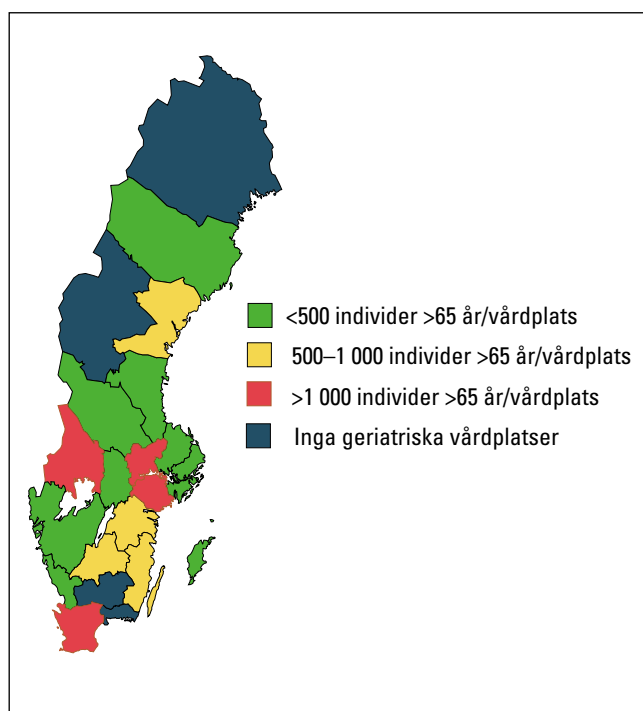 <500 individer >65 år/vårdplats
500–1 000 individer >65 år/vårdplats
>1 000 individer >65 år/vårdplats
Inga geriatriska vårdplatser